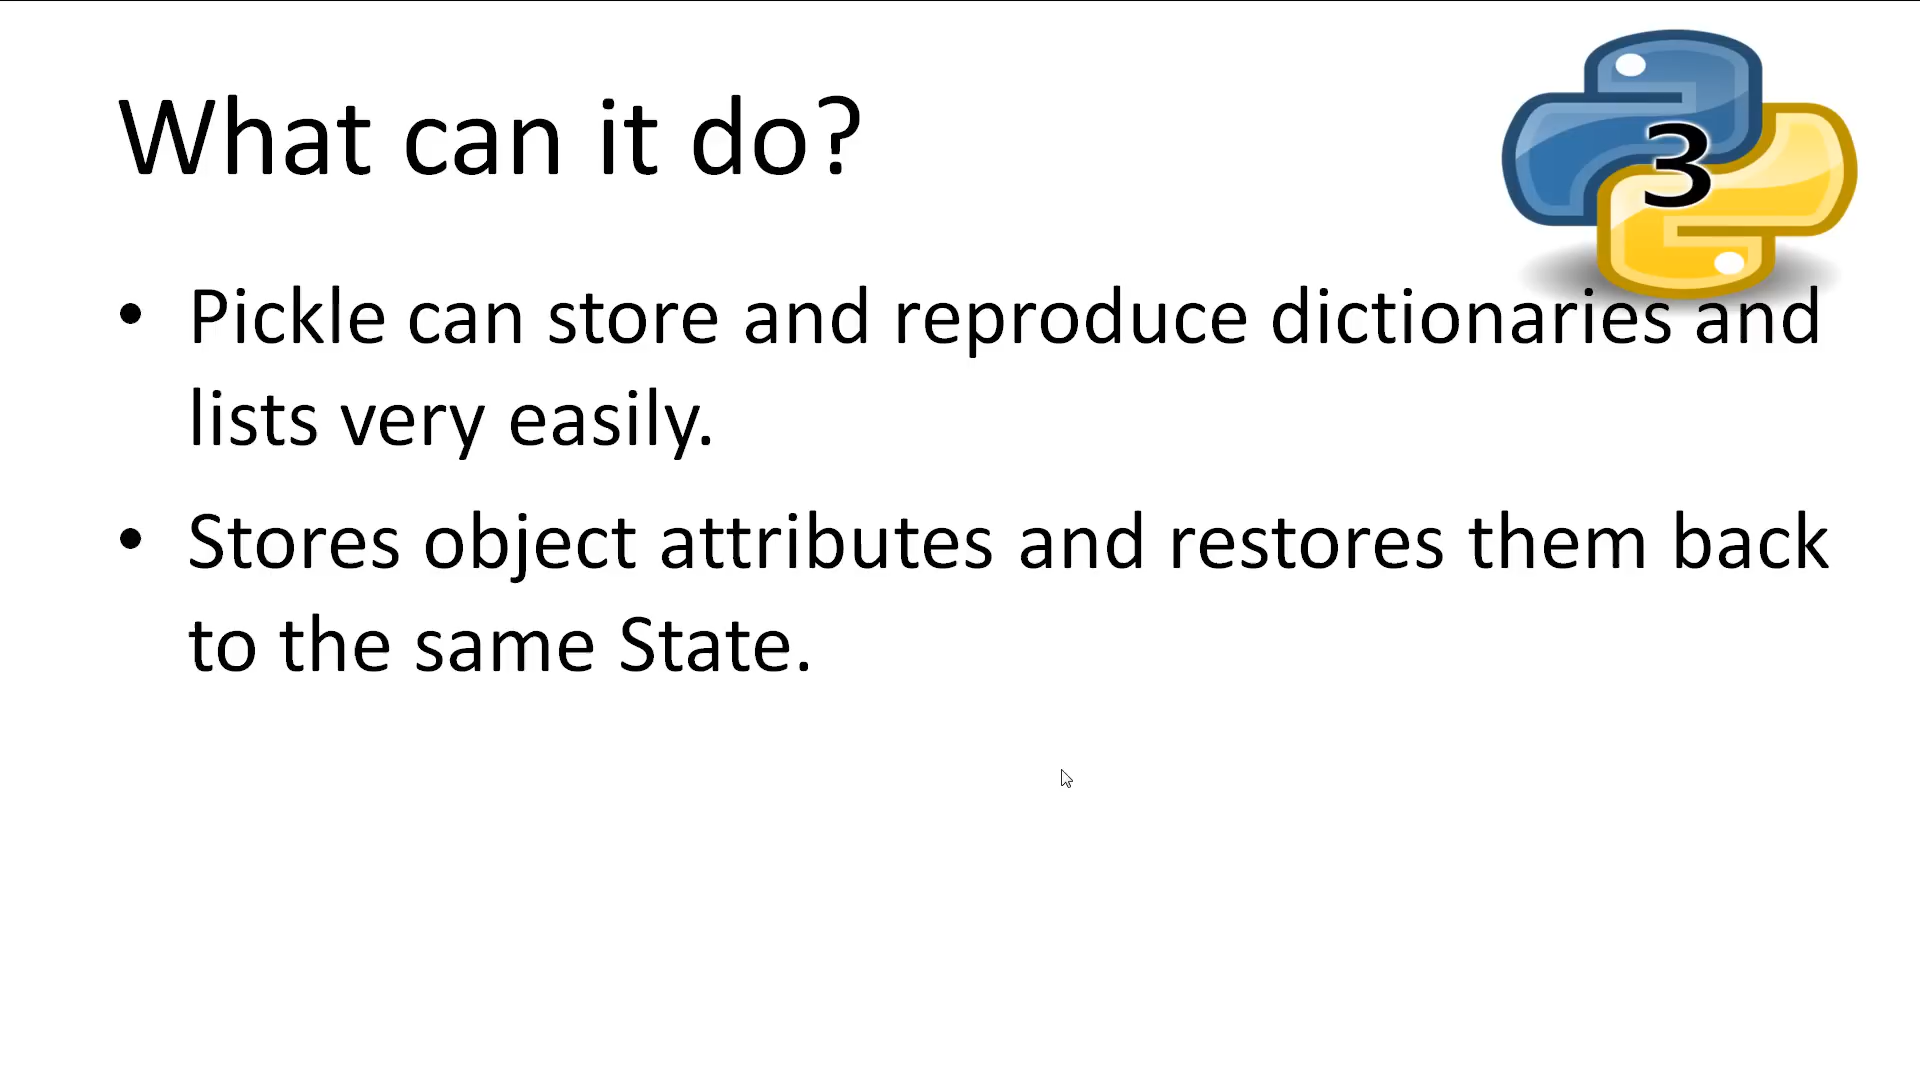 What can it do?
3
• Pickle can store and reproduce dictionaries and
lists very easily.
• Stores object attributes and restores them back
to the same State.